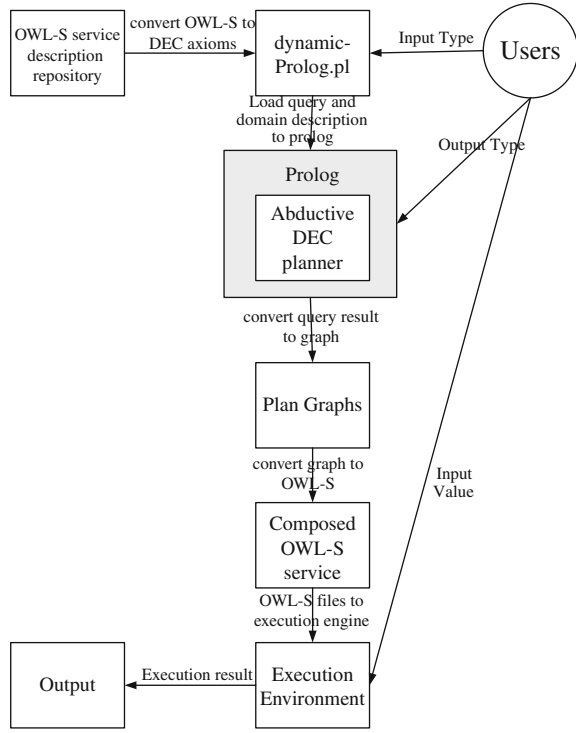 OWL-S service
description
repository
convert OWL-S to
DEC axioms
dynamic-
Prolog.pl
Input Type
Users
Load query and
domain description
to prolog
Output Type
Prolog
Abductive
DEC
planner
convert query result
to graph
Plan Graphs
convert graph to
OWL-S
Input
Value
Composed
OWL-S
service
OWL-S files to
execution engine
Output
Execution result
Execution
Environment